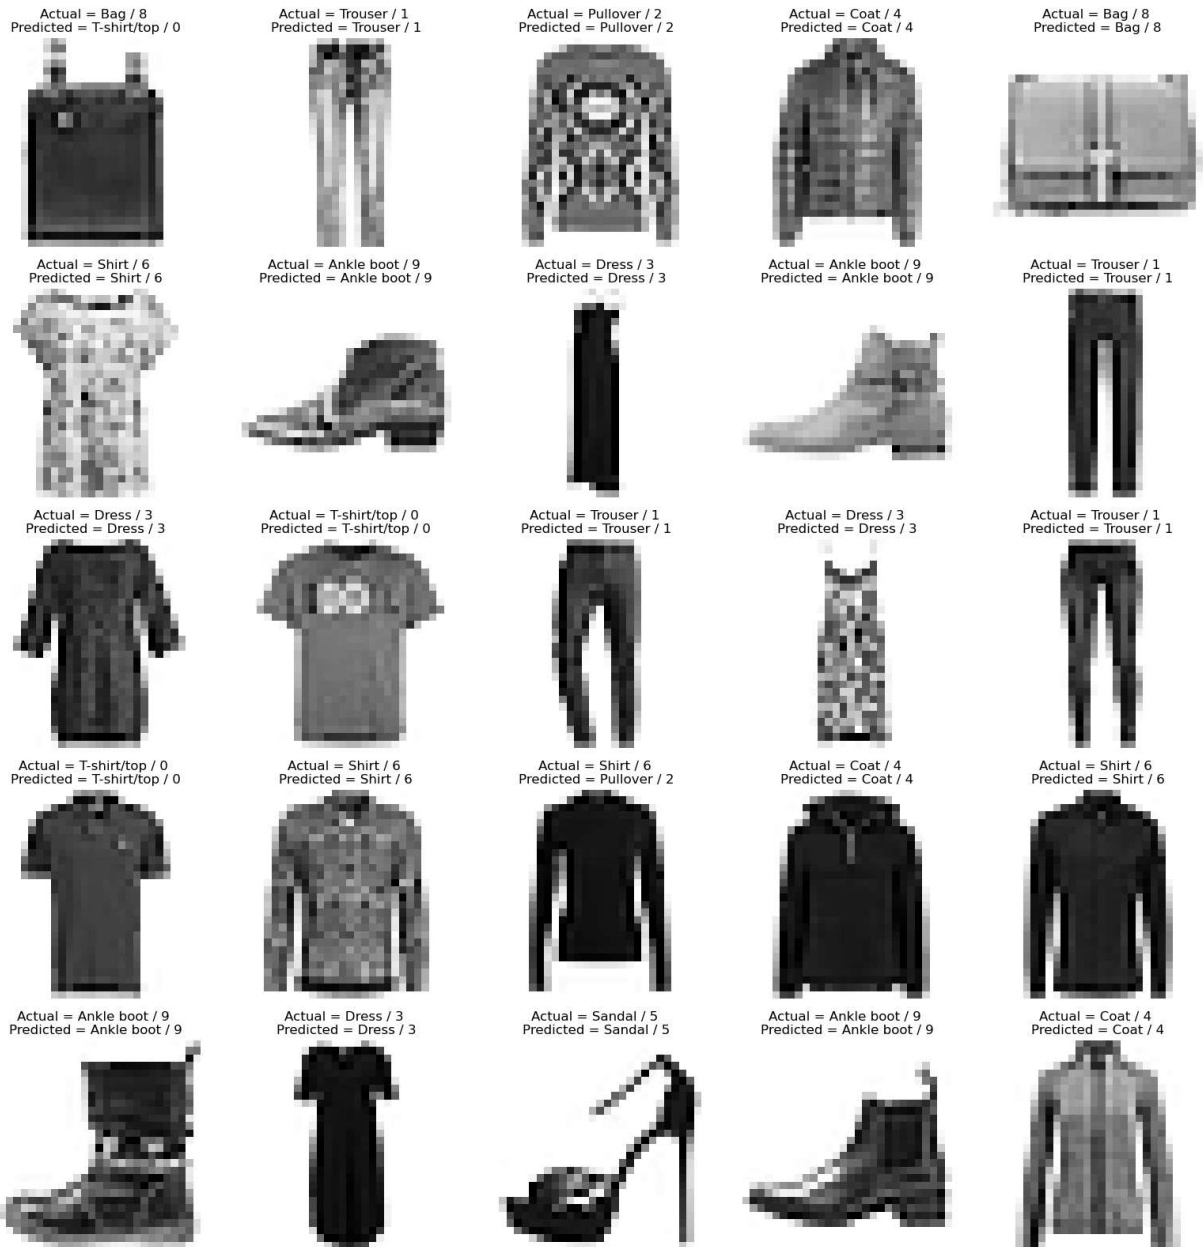 Actual = Bag / 8
Predicted = T-shirt/top / 0
Actual = Trouser / 1
Predicted = Trouser / 1
Actual = Pullover / 2
Predicted = Pullover / 2
Actual = Coat / 4
Predicted = Coat / 4
Actual = Bag / 8
Predicted = Bag / 8
Actual = Shirt / 6
Predicted = Shirt / 6
Actual = Ankle boot / 9
Predicted = Ankle boot / 9
Actual = Dress / 3
Predicted = Dress / 3
Actual = Ankle boot / 9
Predicted = Ankle boot / 9
Actual = Trouser / 1
Predicted = Trouser / 1
Actual = Dress / 3
Predicted = Dress / 3
Actual = T-shirt/top / 0
Predicted = T-shirt/top / 0
Actual = Trouser / 1
Predicted = Trouser / 1
Actual = Dress / 3
Predicted = Dress / 3
Actual = Trouser / 1
Predicted = Trouser / 1
Actual = T-shirt/top / 0
Predicted = T-shirt/top / 0
Actual = Shirt / 6
Predicted = Shirt / 6
Actual = Shirt / 6
Predicted = Pullover / 2
Actual = Coat / 4
Predicted = Coat / 4
Actual = Shirt / 6
Predicted = Shirt / 6
Actual = Ankle boot / 9
Predicted = Ankle boot / 9
Actual = Dress / 3
Predicted = Dress / 3
Actual = Sandal / 5
Predicted = Sandal / 5
Actual = Ankle boot / 9
Predicted = Ankle boot / 9
Actual = Coat / 4
Predicted = Coat / 4